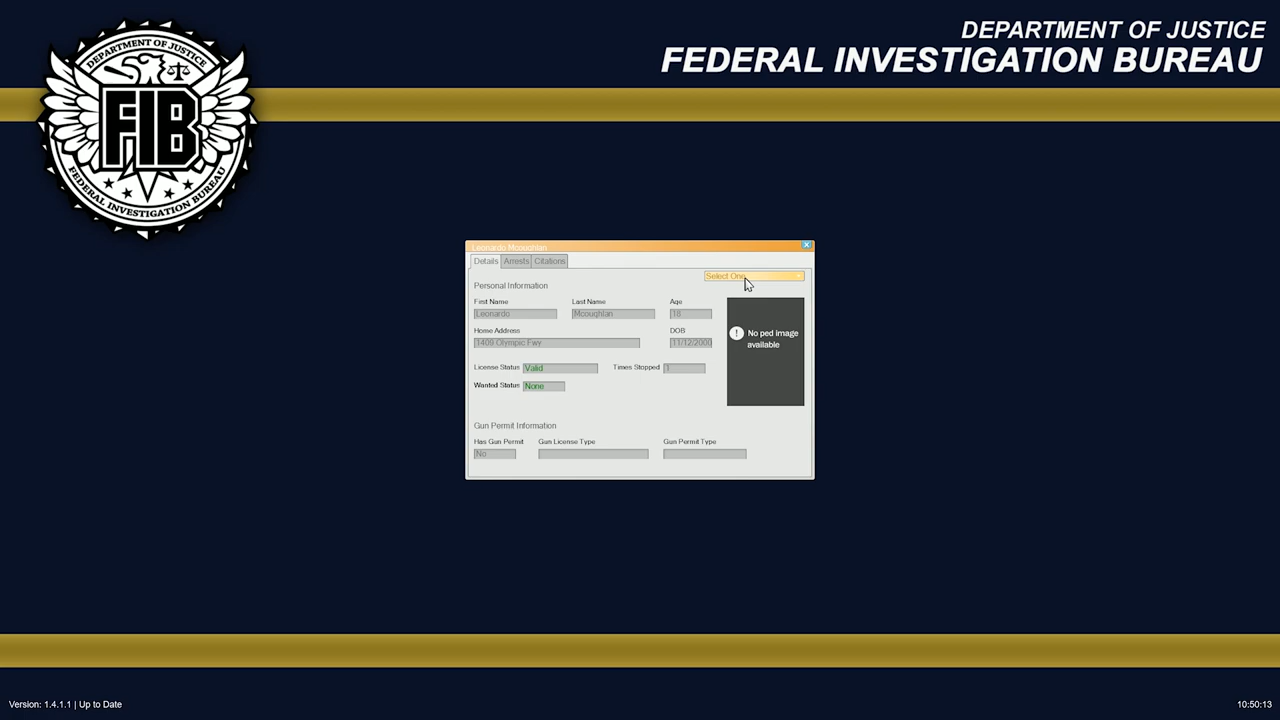 DEPARTMENT OF JUSTICE
FEDERAL INVESTIGATION BUREAU
DEPARTMENT OF JUSTICE
FIB
FEDERAL INVESTIGATION BUREAU
Leonardo Mcoughlan
Details Arrests Citations
Select One
Personal Information
First Name Last Name Age
Leonardo Mcoughlan 18
Home Address DOB
1409 Olympic Fwy 11/12/2000
No ped image
available
License Status Valid Times Stopped 1
Wanted Status None
Gun Permit Information
Has Gun Permit Gun License Type Gun Permit Type
No
Version: 1.4.1.1 | Up to Date
10:50:13